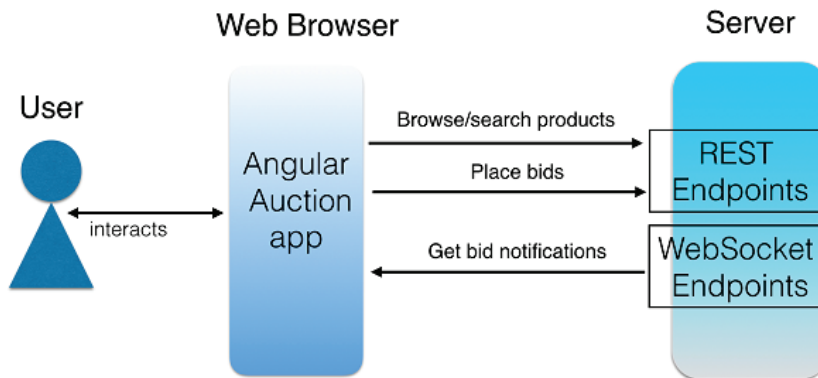 Web Browser
Server
User
Browse/search products
Angular
Auction
app
REST
Endpoints
Place bids
interacts
Get bid notifications
WebSocket
Endpoints